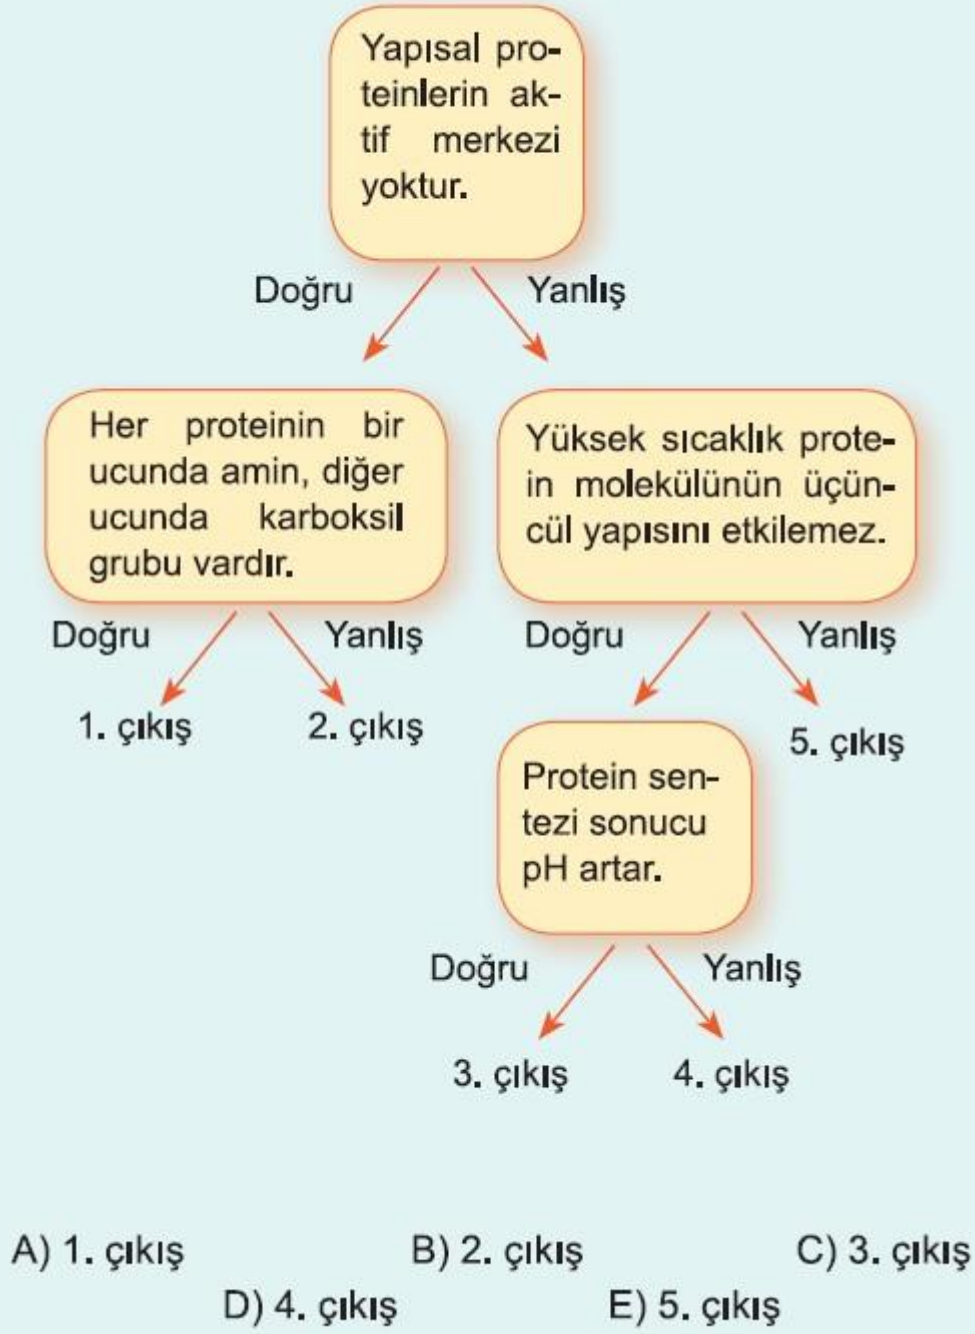 Yapısal pro-
teinlerin ak-
tif merkezi
yoktur.
Doğru Yanlış
Her proteinin bir
ucunda amin, diğer
ucunda karboksil
grubu vardır.
Yüksek sıcaklık prote-
in molekülünün üçün-
cül yapısını etkilemez.
Doğru Yanlış Doğru Yanlış
1. çıkış 2. çıkış 5. çıkış
Protein sen-
tezi sonucu
pH artar.
Doğru Yanlış
3. çıkış 4. çıkış
A) 1. çıkış B) 2. çıkış C) 3. çıkış
D) 4. çıkış E) 5. çıkış